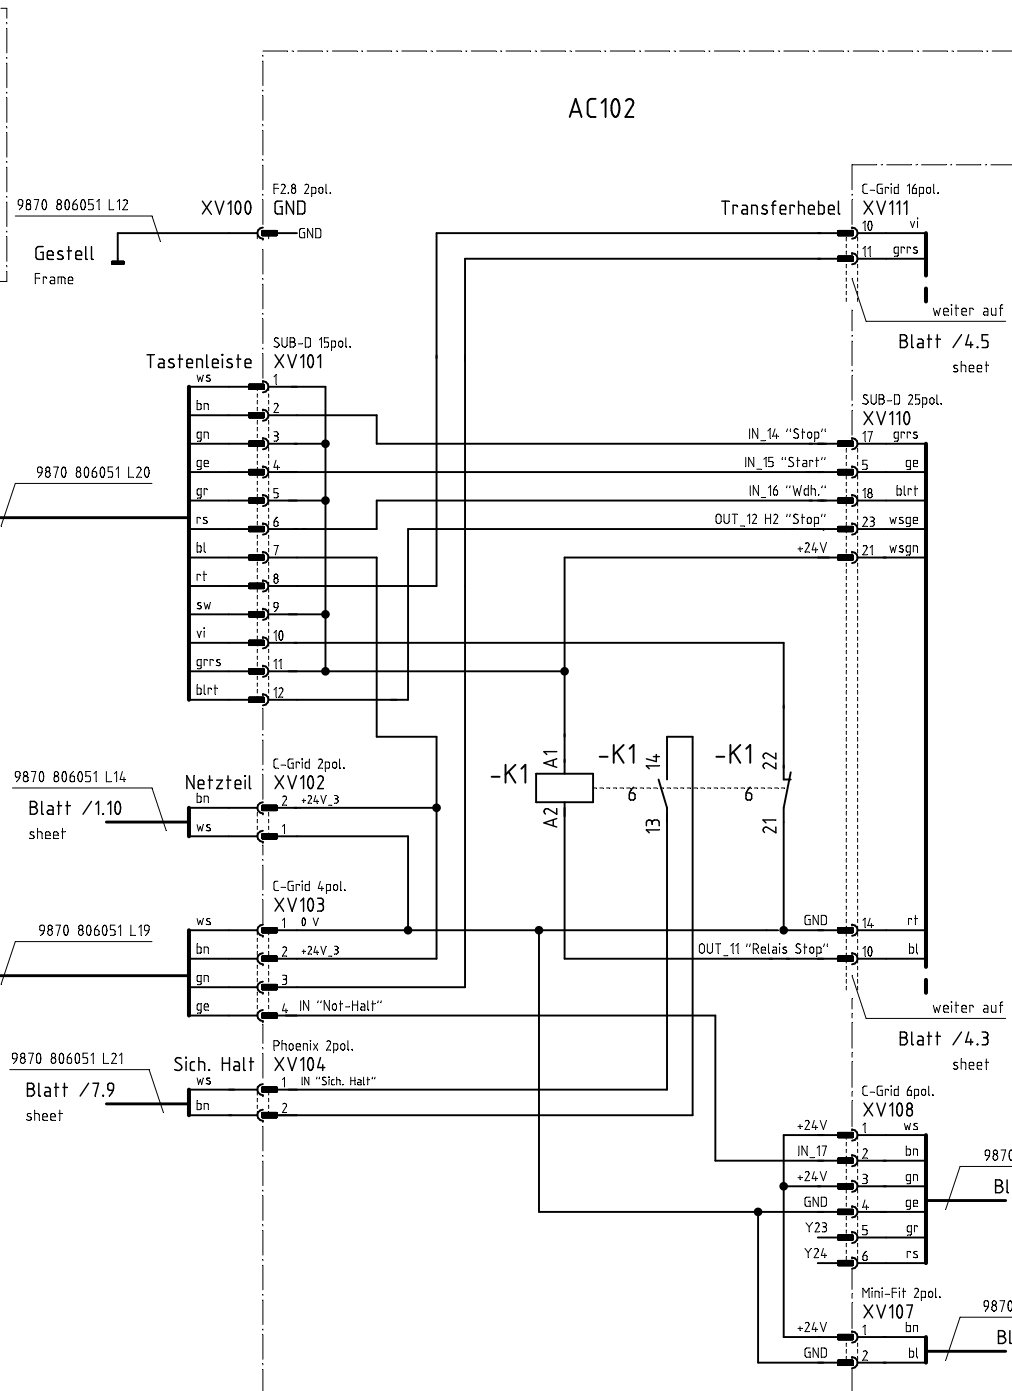 AC102
9870 806051 L12
XV100
F2.8 2pol.
GND
GND
Gestell
Frame
Transferhebel
C-Grid 16pol.
XV111
10 vi
11 grrs
weiter auf
Blatt /4.5
sheet
Tastenleiste
SUB-D 15pol.
XV101
ws 1
bn 2
gn 3
ge 4
gr 5
rs 6
bl 7
rt 8
sw 9
vi 10
grrs 11
blrt 12
9870 806051 L20
SUB-D 25pol.
XV110
IN_14 "Stop" 17 grrs
IN_15 "Start" 5 ge
IN_16 "Wdh." 18 blrt
OUT_12 H2 "Stop" 23 wsge
+24V 21 wsgn
-K1 A1 A2
-K1 14 6 13
-K1 22 6 21
9870 806051 L14
Blatt /1.10
sheet
Netzteil
C-Grid 2pol.
XV102
bn 2 +24V_3
ws 1
9870 806051 L19
C-Grid 4pol.
XV103
ws 1 0 V
bn 2 +24V_3
gn 3
ge 4 IN "Not-Halt"
GND 14 rt
OUT_11 "Relais Stop" 10 bl
weiter auf
Blatt /4.3
sheet
9870 806051 L21
Blatt /7.9
sheet
Sich. Halt
Phoenix 2pol.
XV104
ws 1 IN "Sich. Halt"
bn 2
C-Grid 6pol.
XV108
+24V 1 ws
IN_17 2 bn
+24V 3 gn
GND 4 ge
Y23 5 gr
Y24 6 rs
9870
Bl
Mini-Fit 2pol.
XV107
+24V 1 bn
GND 2 bl
9870
Bl